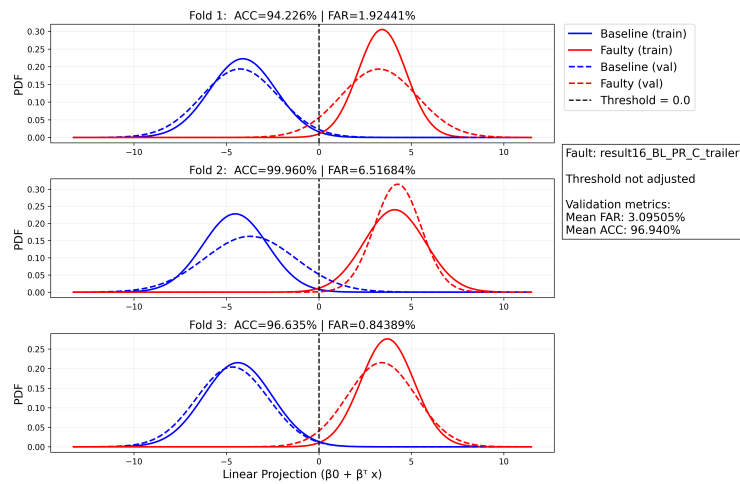 Fold 1:  ACC=94.226% | FAR=1.92441%
0.30
0.25
0.20
0.15
0.10
0.05
0.00
PDF
−10
−5
0
5
10
Baseline (train)
Faulty (train)
Baseline (val)
Faulty (val)
Threshold = 0.0
Fault: result16_BL_PR_C_trailer
Threshold not adjusted
Validation metrics:
Mean FAR: 3.09505%
Mean ACC: 96.940%
Fold 2:  ACC=99.960% | FAR=6.51684%
0.30
0.25
0.20
0.15
0.10
0.05
0.00
PDF
−10
−5
0
5
10
Fold 3:  ACC=96.635% | FAR=0.84389%
0.25
0.20
0.15
0.10
0.05
0.00
PDF
−10
−5
0
5
10
Linear Projection (β0 + βᵀ x)